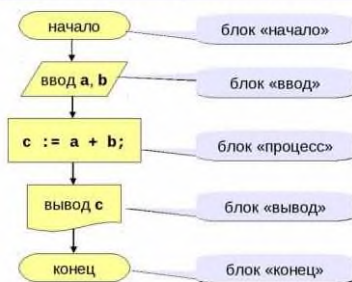 начало
блок «начало»
ввод a, b
блок «ввод»
c := a + b;
блок «процесс»
вывод c
блок «вывод»
конец
блок «конец»